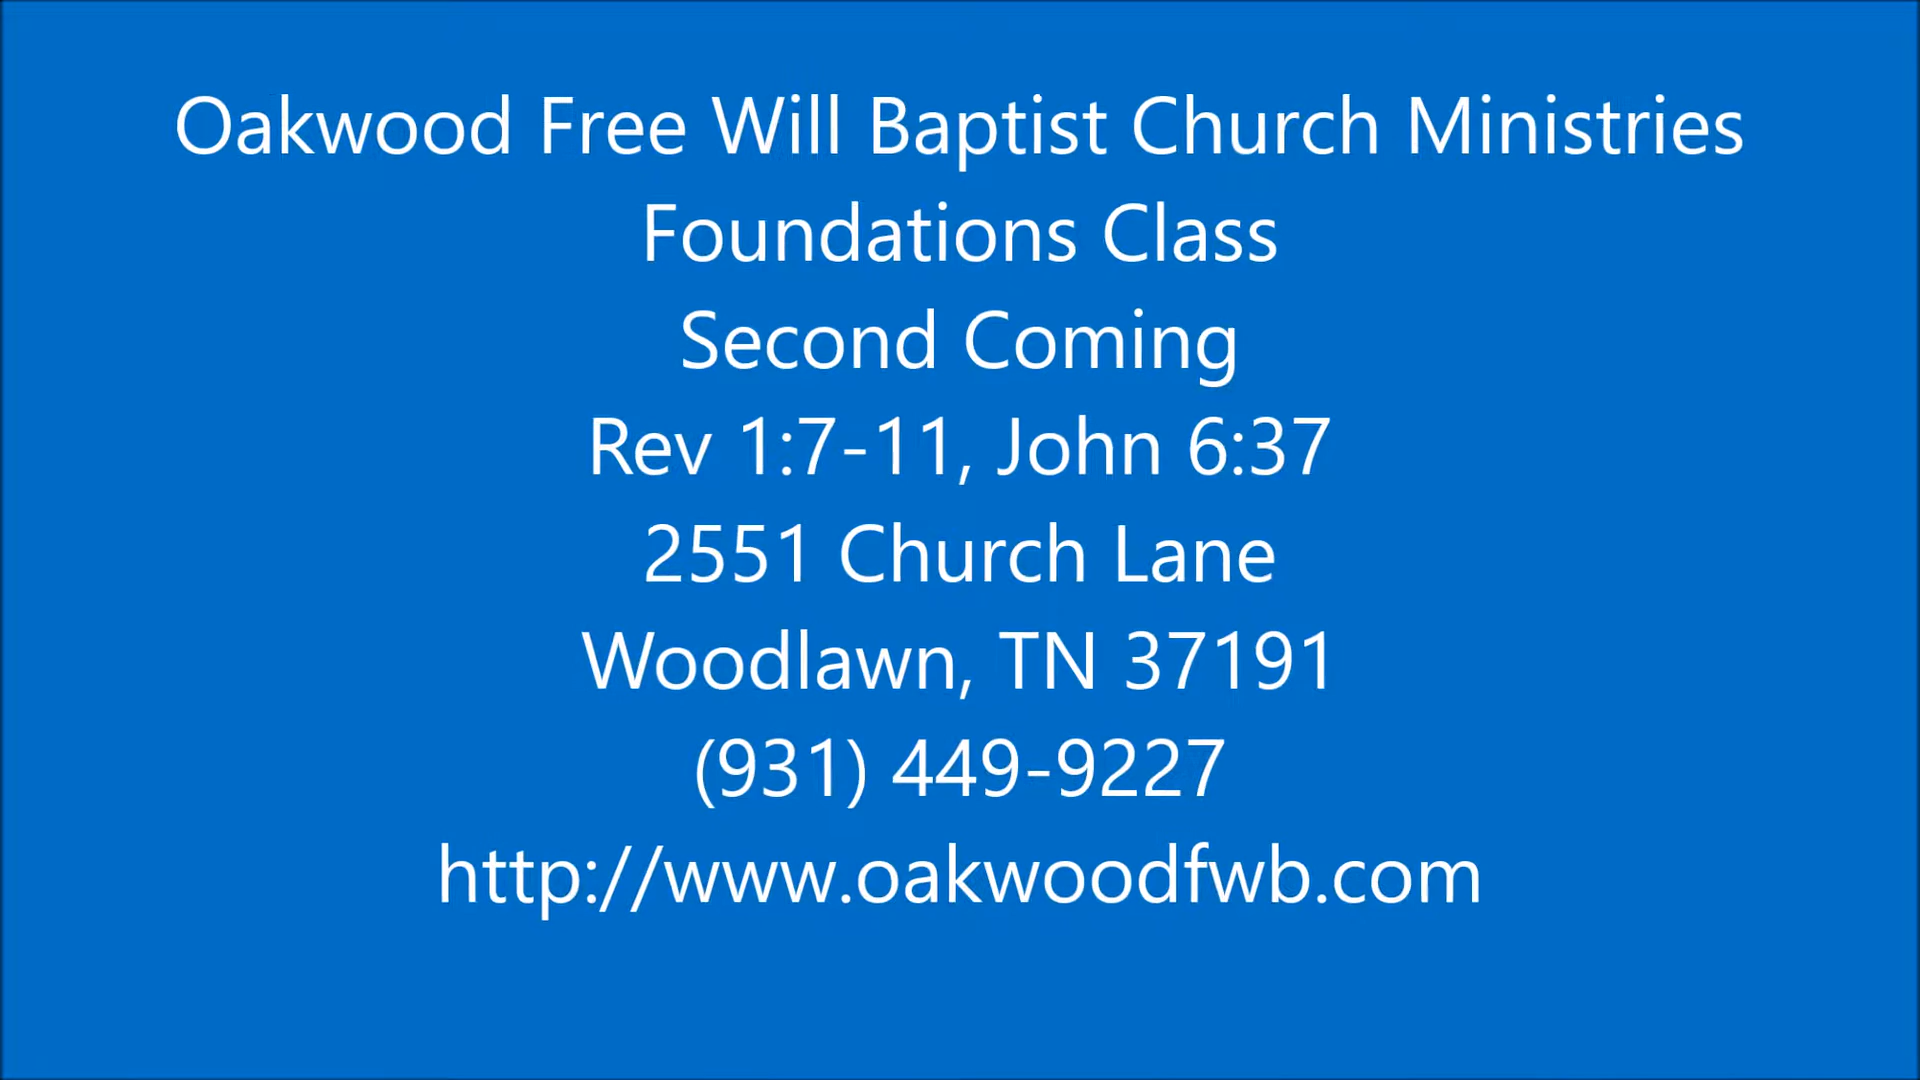 Oakwood Free Will Baptist Church Ministries
Foundations Class
Second Coming
Rev 1:7-11, John 6:37
2551 Church Lane
Woodlawn, TN 37191
(931) 449-9227
http://www.oakwoodfwb.com